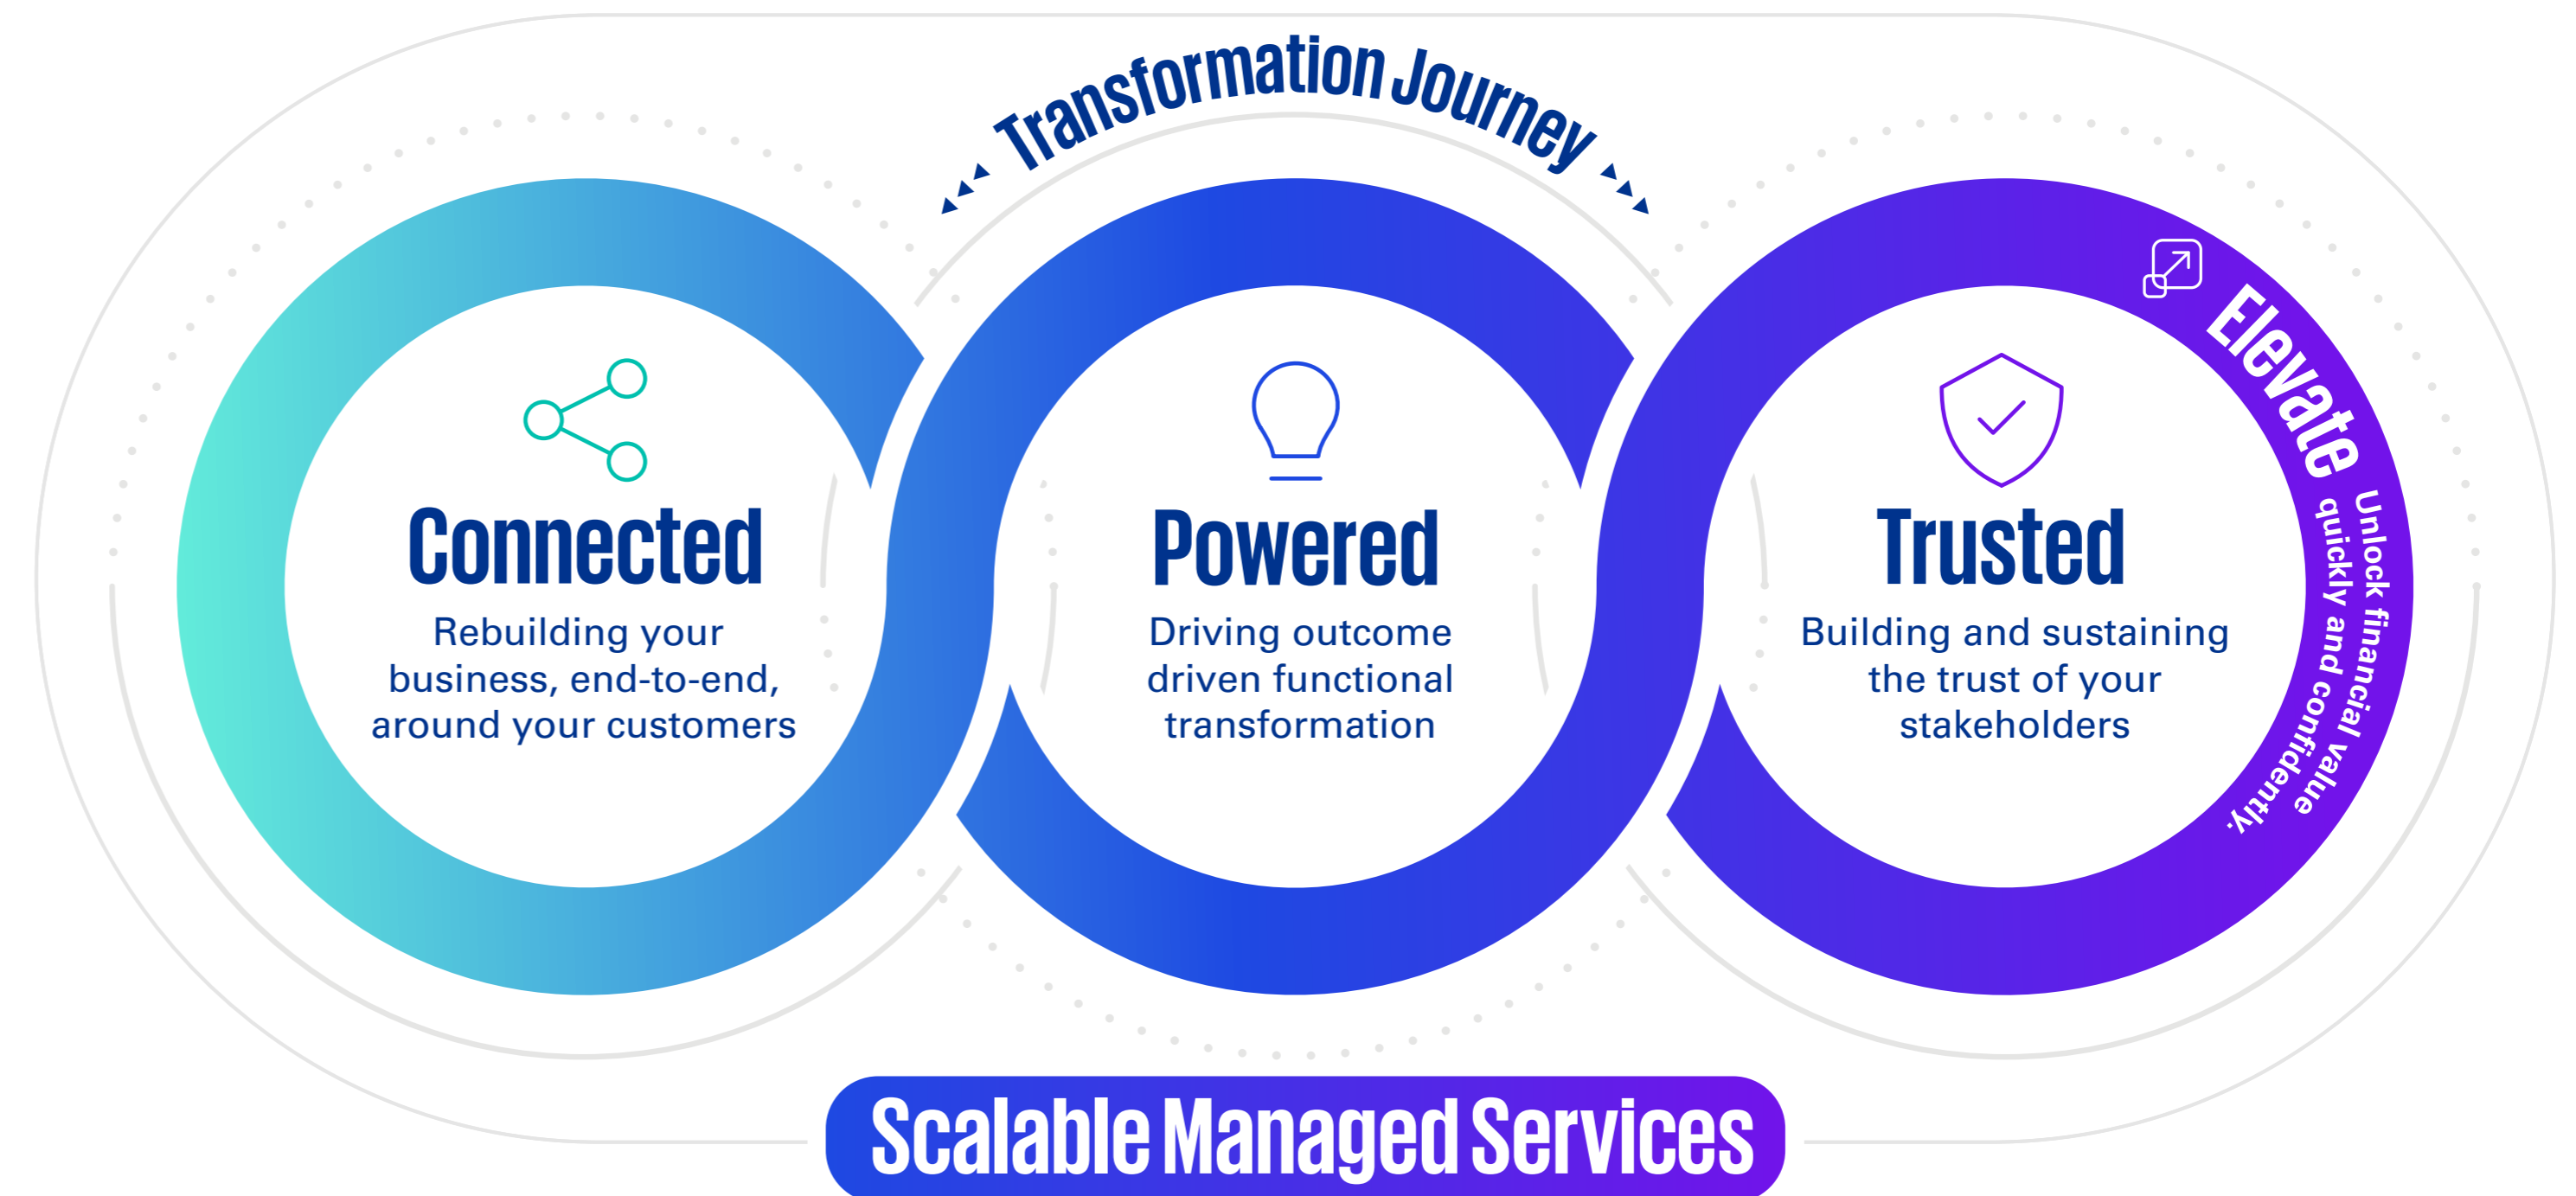 Transformation Journey
Connected
Rebuilding your
business, end-to-end,
around your customers
Powered
Driving outcome
driven functional
transformation
Trusted
Building and sustaining
the trust of your
stakeholders
Elevate
Unlock financial value
quickly and confidently.
Scalable Managed Services